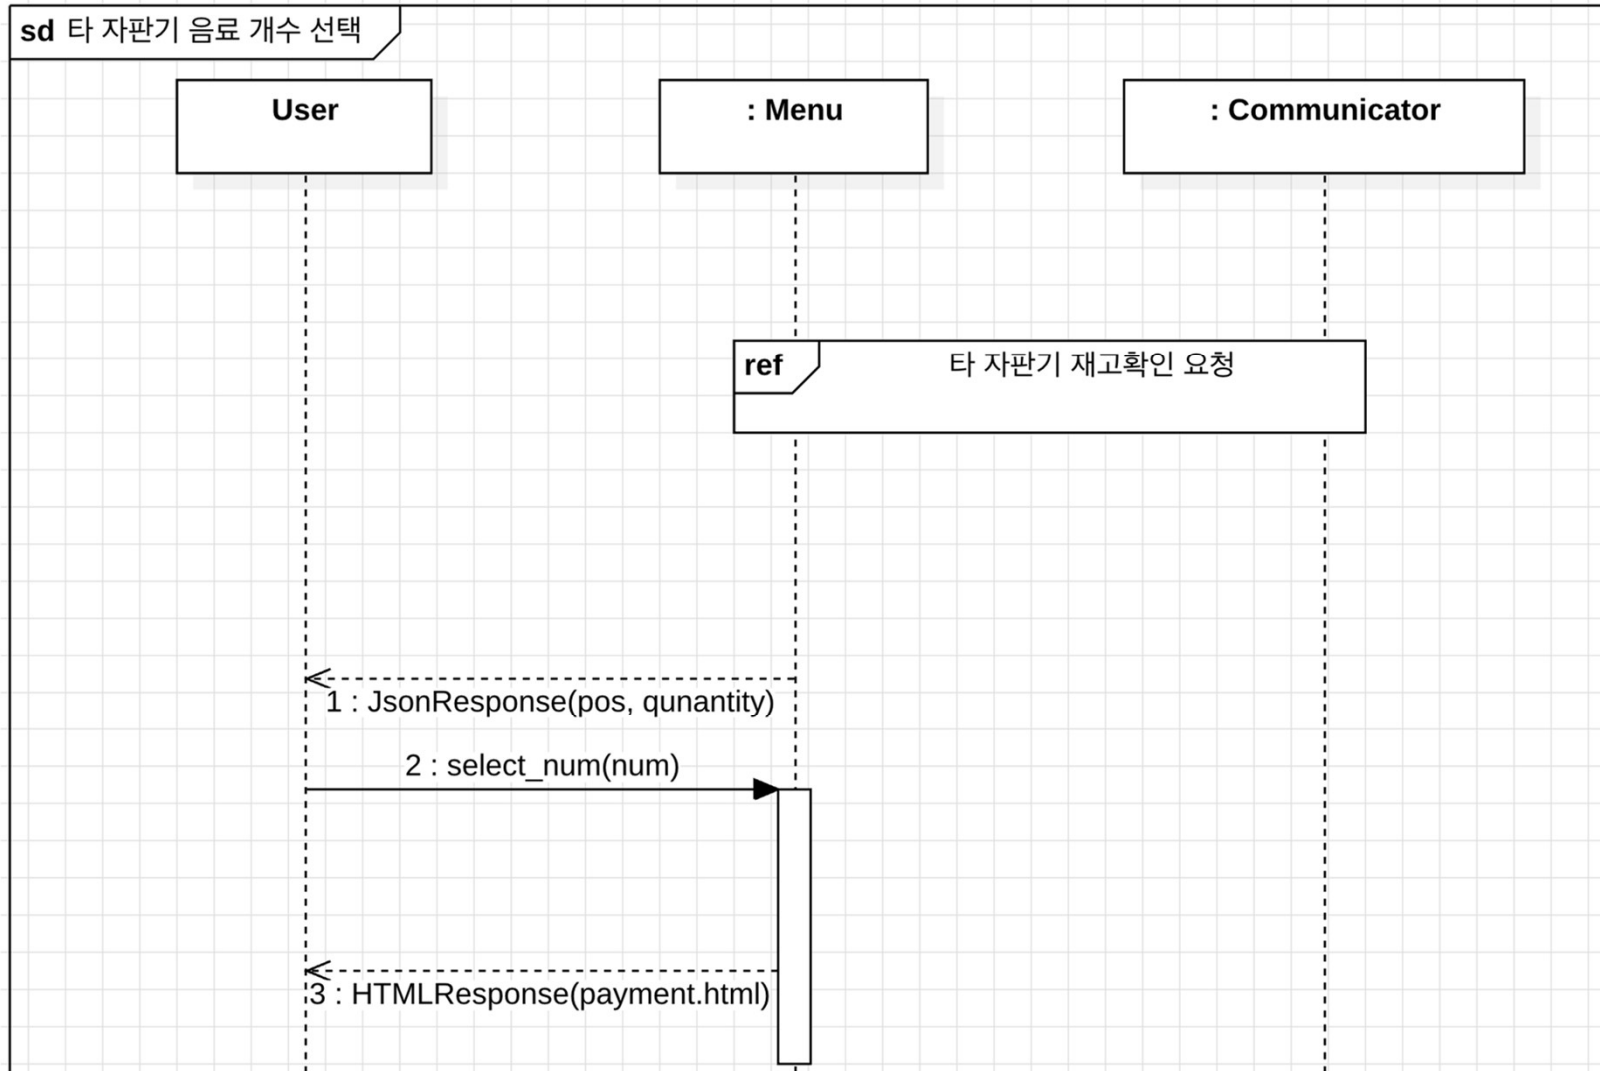 sd 타 자판기 음료 개수 선택
User
: Menu
: Communicator
ref 타 자판기 재고확인 요청
1 : JsonResponse(pos, qunantity)
2 : select_num(num)
3 : HTMLResponse(payment.html)